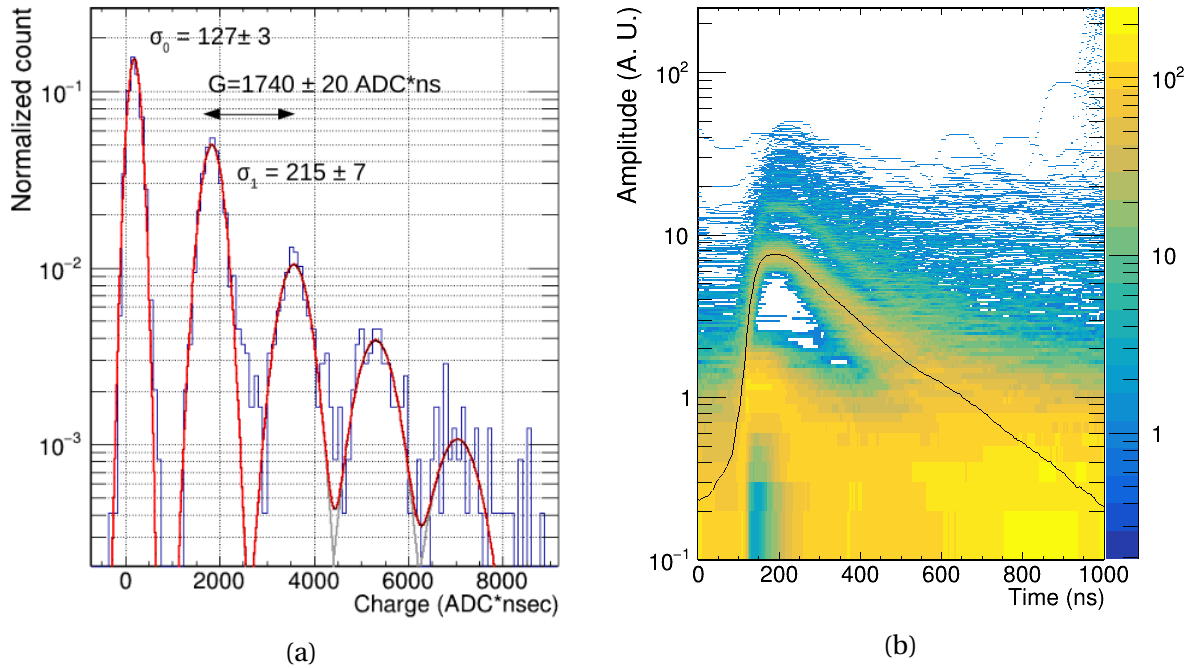 σ0 = 127± 3
G=1740 ± 20 ADC*ns
σ1 = 215 ± 7
Normalized count
10⁻¹
10⁻²
10⁻³
0 2000 4000 6000 8000
Charge (ADC*nsec)
(a)
Amplitude (A. U.)
10²
10
1
10⁻¹
0 200 400 600 800 1000
Time (ns)
10²
10
1
(b)